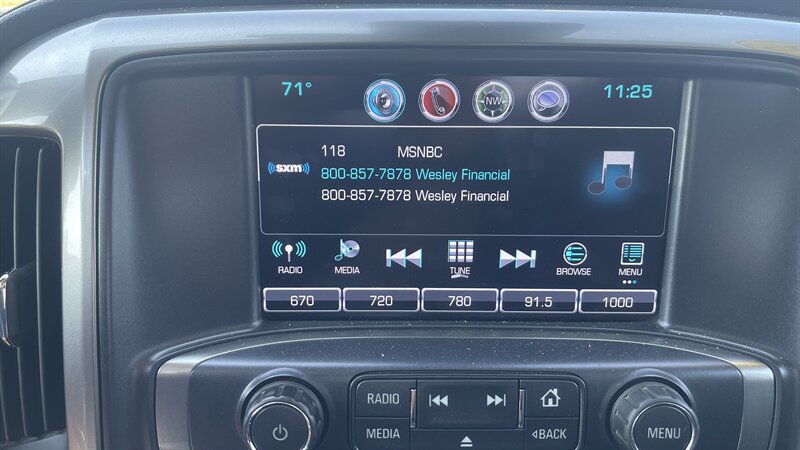 71° NW 11:25
118 MSNBC
((sxm)) 800-857-7878 Wesley Financial
800-857-7878 Wesley Financial
RADIO MEDIA TUNE BROWSE MENU
670 720 780 91.5 1000
RADIO
MEDIA BACK MENU